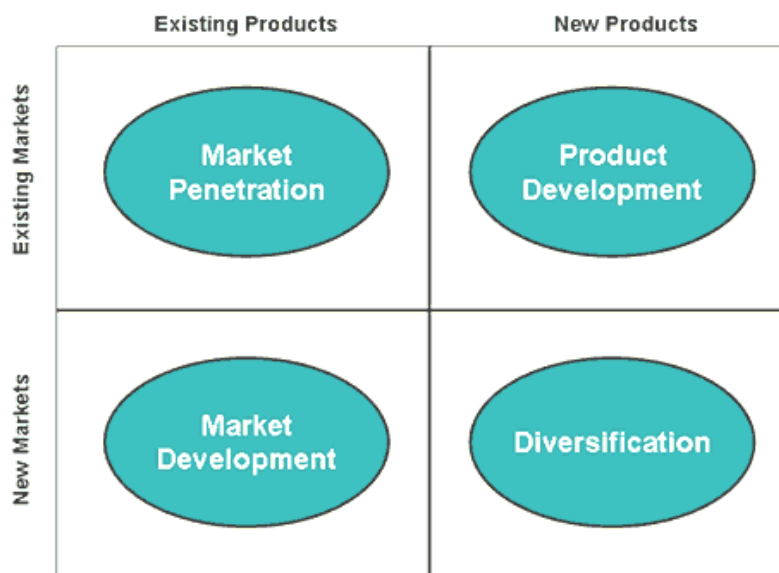 Existing Products
New Products
Existing Markets
Market
Penetration
Product
Development
New Markets
Market
Development
Diversification